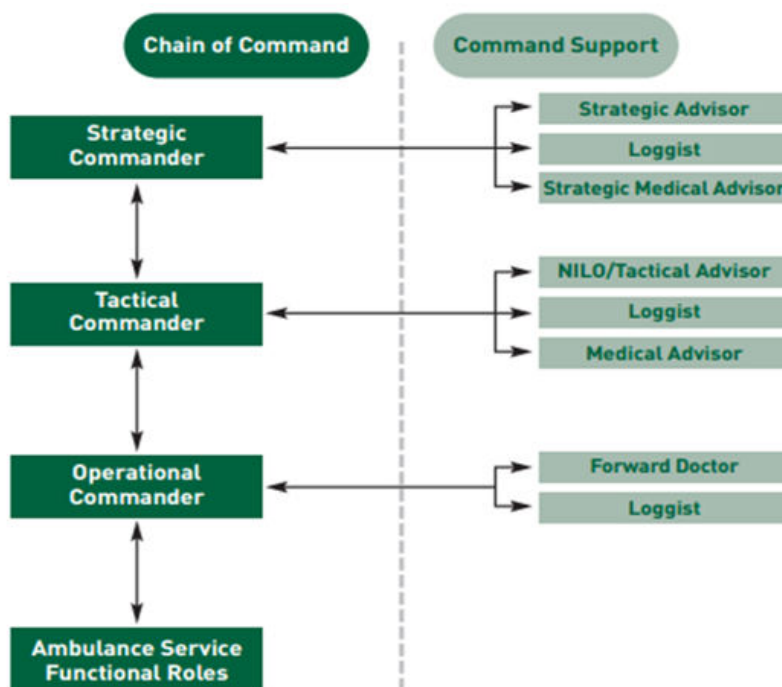 Chain of Command
Command Support
Strategic
Commander
Strategic Advisor
Loggist
Strategic Medical Advisor
Tactical
Commander
NILO/Tactical Advisor
Loggist
Medical Advisor
Operational
Commander
Forward Doctor
Loggist
Ambulance Service
Functional Roles